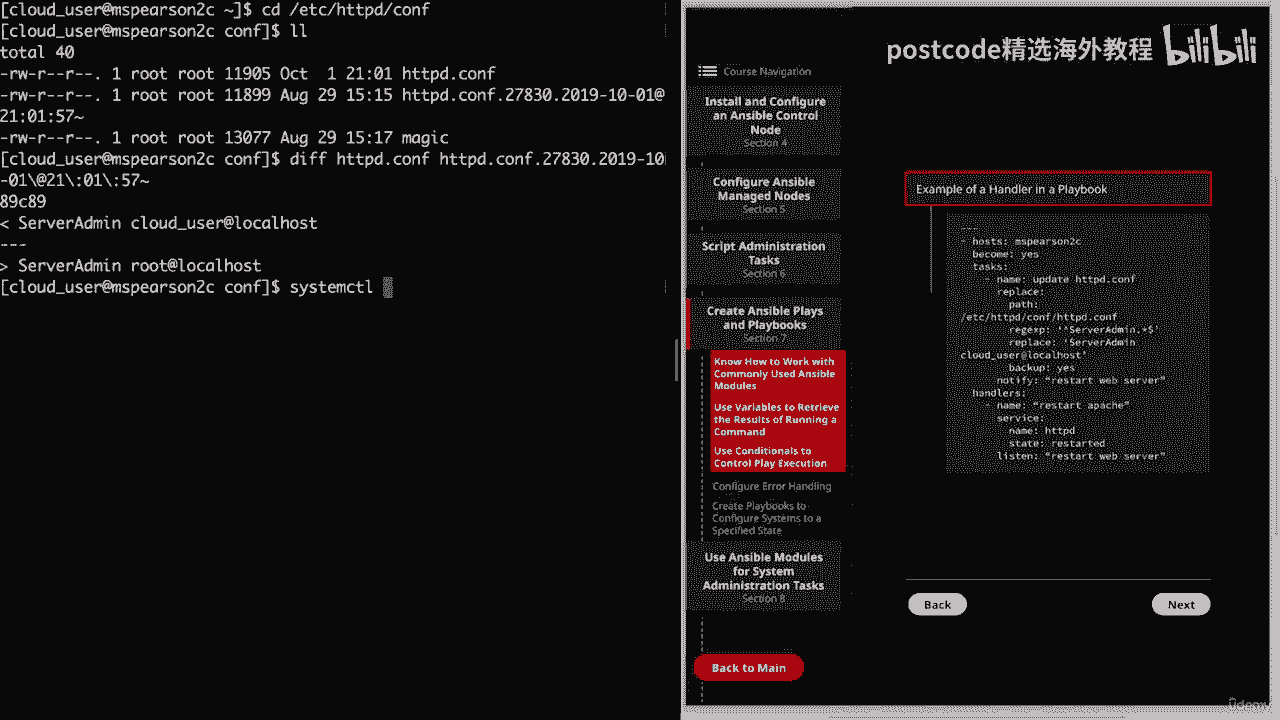 [cloud_user@mspearson2c ~]$ cd /etc/httpd/conf
[cloud_user@mspearson2c conf]$ ll
total 40
-rw-r--r--. 1 root root 11905 Oct  1 21:01 httpd.conf
-rw-r--r--. 1 root root 11899 Aug 29 15:15 httpd.conf.27830.2019-10-01@
21:01:57~
-rw-r--r--. 1 root root 13077 Aug 29 15:17 magic
[cloud_user@mspearson2c conf]$ diff httpd.conf httpd.conf.27830.2019-10
-01\@21\:01\:57~
89c89
< ServerAdmin cloud_user@localhost
---
> ServerAdmin root@localhost
[cloud_user@mspearson2c conf]$ systemctl
postcode精选海外教程 bilibili
Course Navigation
Install and Configure
an Ansible Control
Node
Section 4
Configure Ansible
Managed Nodes
Section 5
Script Administration
Tasks
Section 6
Create Ansible Plays
and Playbooks
Section 7
Know How to Work with
Commonly Used Ansible
Modules
Use Variables to Retrieve
the Results of Running a
Command
Use Conditionals to
Control Play Execution
Configure Error Handling
Create Playbooks to
Configure Systems to a
Specified State
Use Ansible Modules
for System
Administration Tasks
Section 8
Back to Main
Example of a Handler in a Playbook
---
- hosts: mspearson2c
become: yes
tasks:
name: update httpd.conf
replace:
path:
/etc/httpd/conf/httpd.conf
regexp: '^ServerAdmin.*$'
replace: 'ServerAdmin
cloud_user@localhost'
backup: yes
notify: "restart web server"
handlers:
- name: "restart apache"
service:
name: httpd
state: restarted
listen: "restart web server"
Back
Next
ûdemy